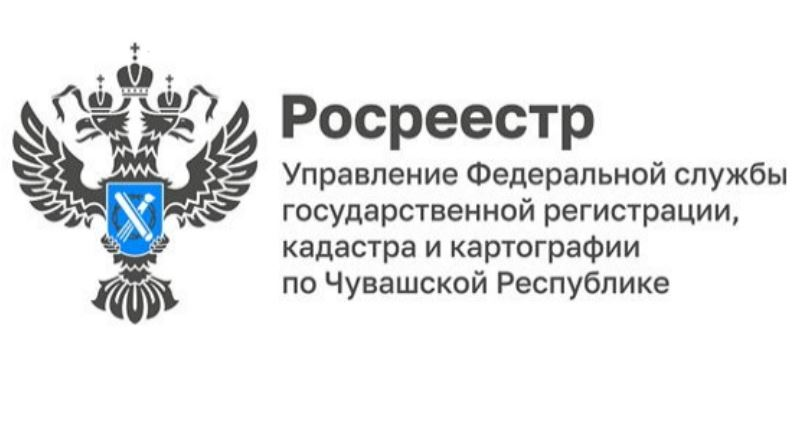 Росреестр
Управление Федеральной службы
государственной регистрации,
кадастра и картографии
по Чувашской Республике